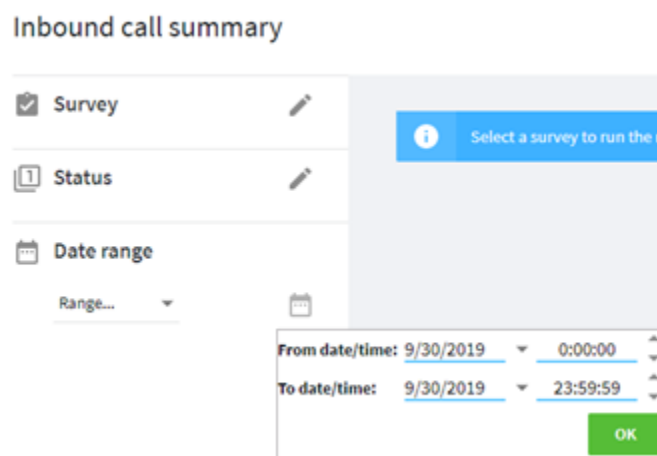 Inbound call summary
Survey
Select a survey to run the
1 Status
Date range
Range...
From date/time: 9/30/2019 0:00:00
To date/time: 9/30/2019 23:59:59
OK